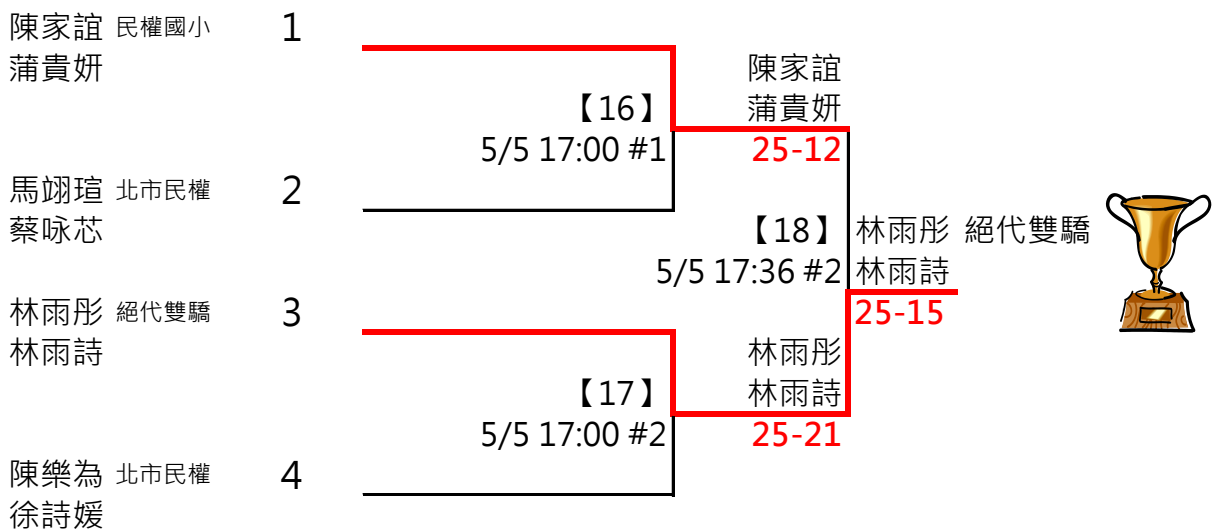 陳家誼 民權國小 1
蒲貴妍
陳家誼
蒲貴妍
【16】
5/5 17:00 #1
25-12
馬翊瑄 北市民權 2
蔡咏芯
【18】
5/5 17:36 #2
林雨彤 絕代雙驕
林雨詩
25-15
林雨彤 絕代雙驕 3
林雨詩
林雨彤
林雨詩
【17】
5/5 17:00 #2
25-21
陳樂為 北市民權 4
徐詩媛